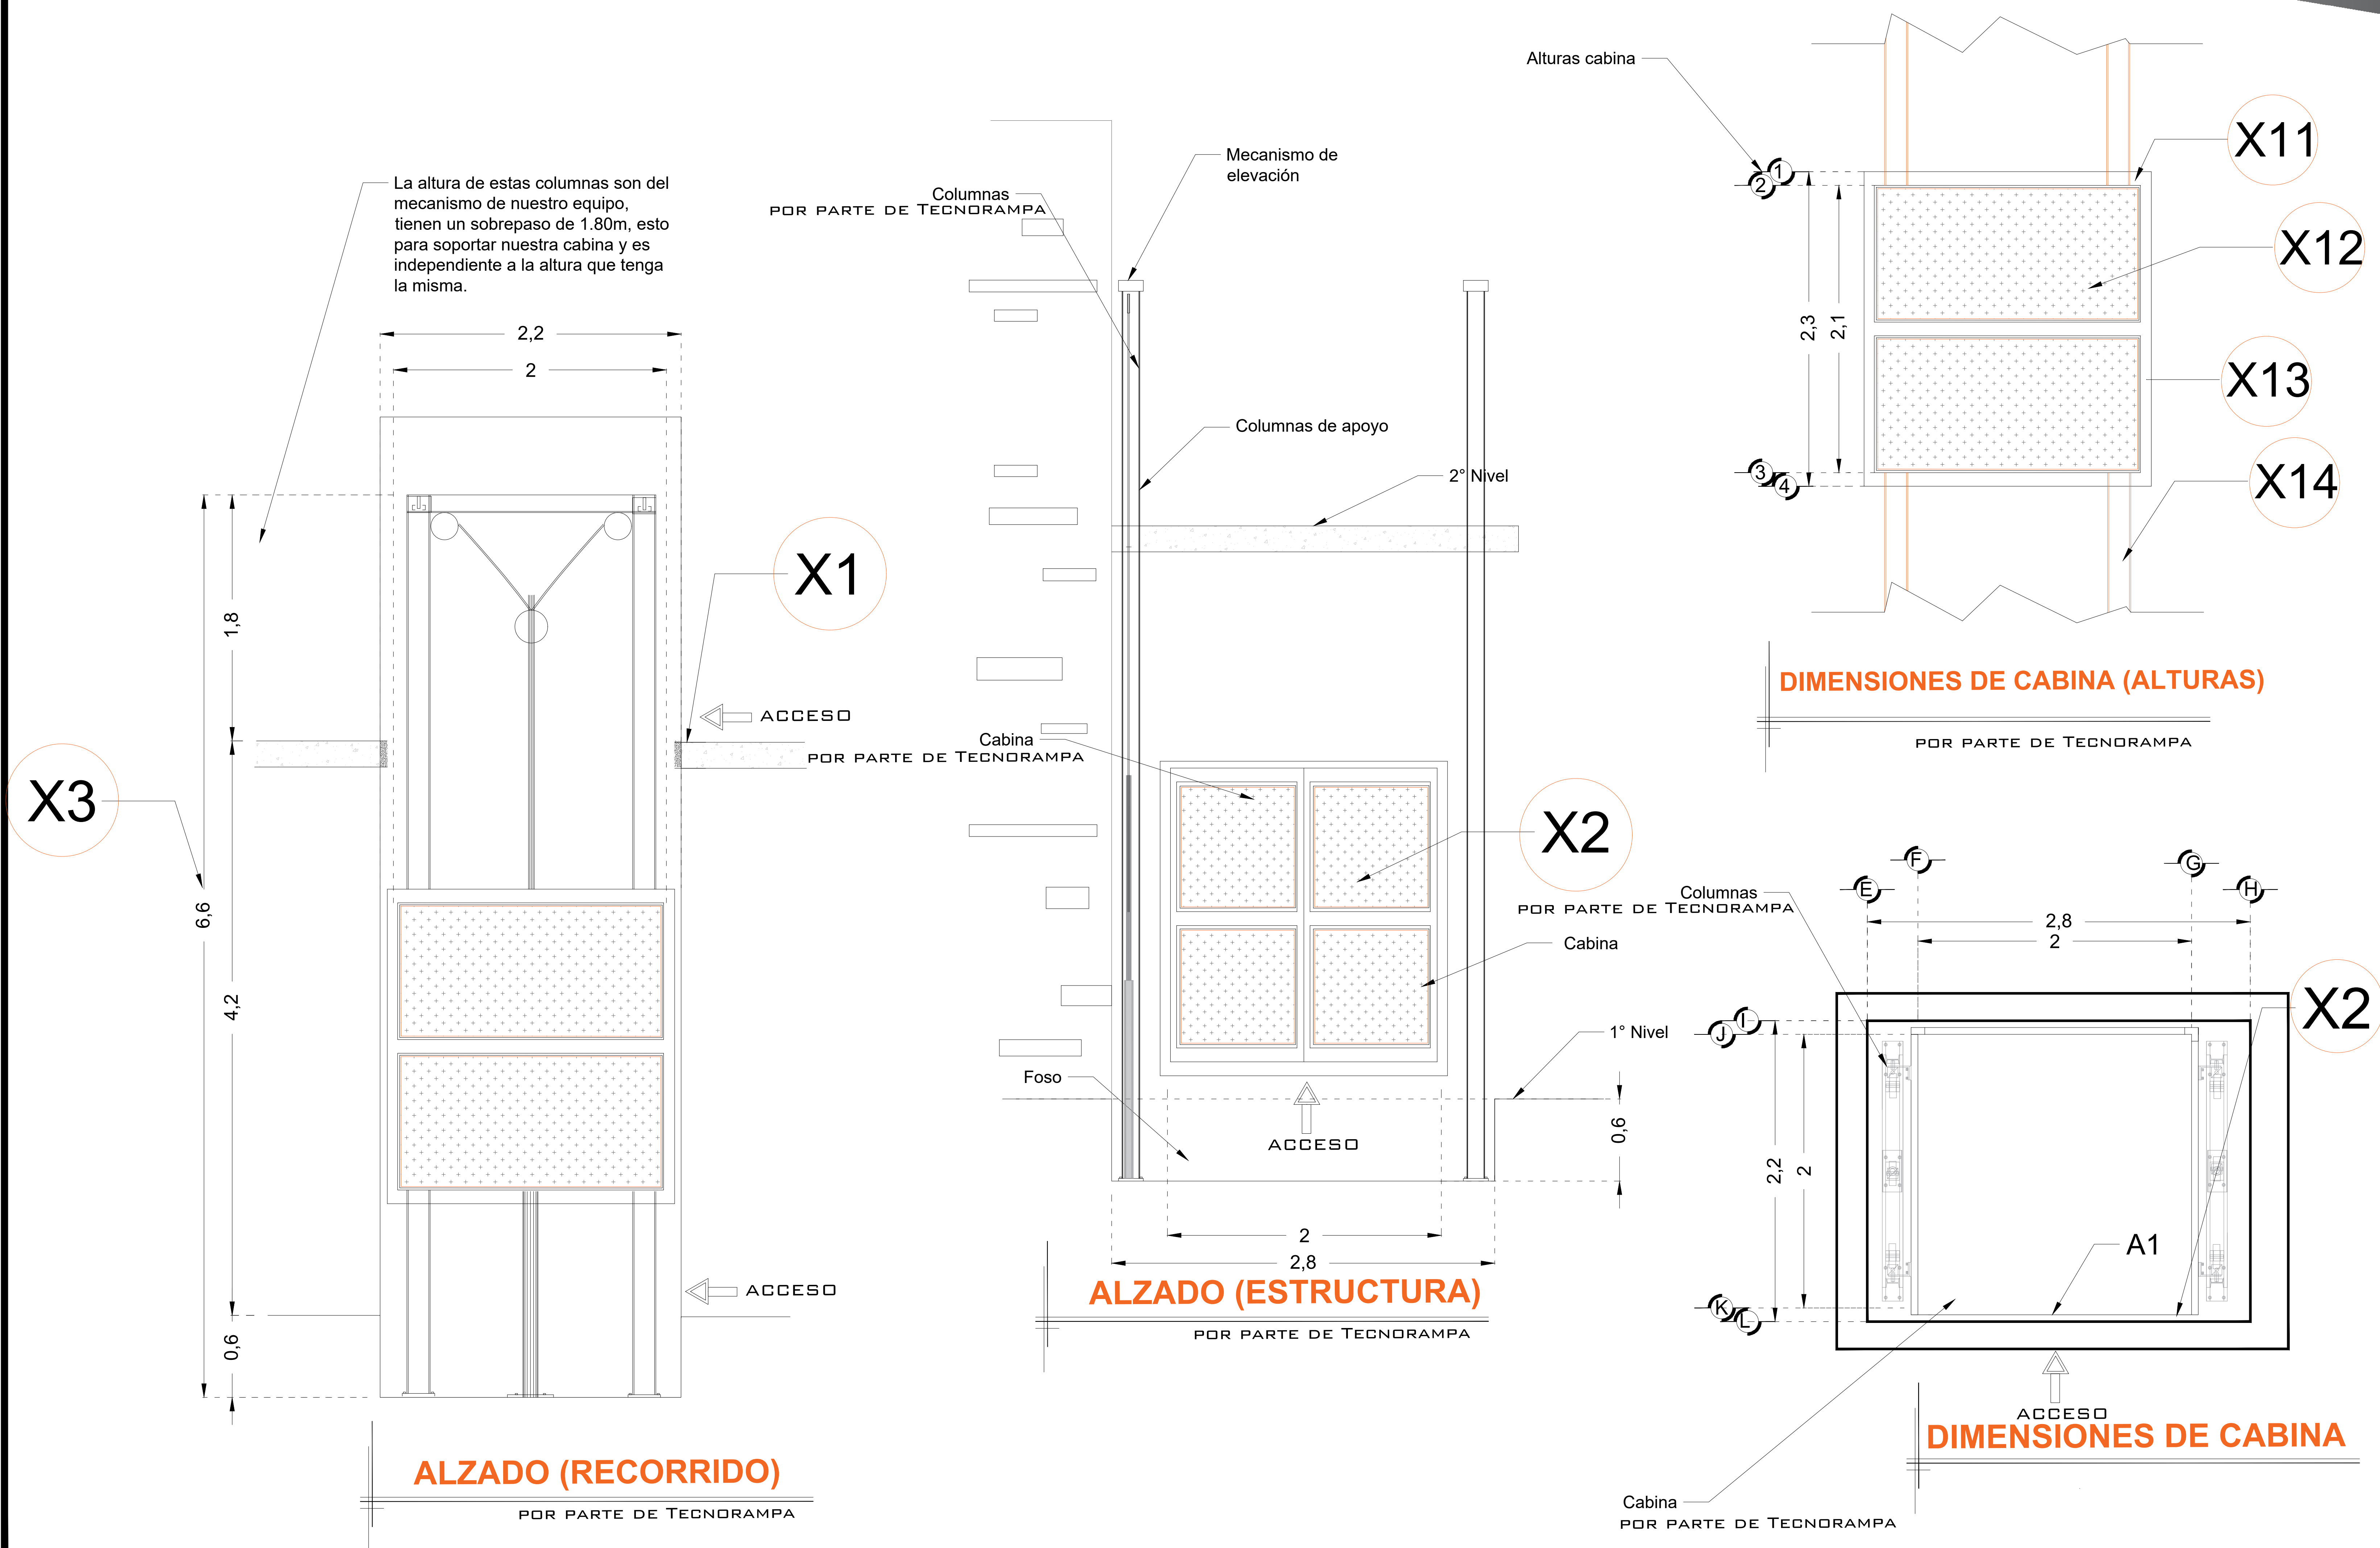 La altura de estas columnas son del
mecanismo de nuestro equipo,
tienen un sobrepaso de 1.80m, esto
para soportar nuestra cabina y es
independiente a la altura que tenga
la misma.
2,2
2
1,8
6,6
4,2
0,6
X1
X3
ACCESO
ACCESO
ALZADO (RECORRIDO)
POR PARTE DE TECNORAMPA
Mecanismo de
elevación
Columnas
POR PARTE DE TECNORAMPA
Columnas de apoyo
2° Nivel
Cabina
POR PARTE DE TECNORAMPA
X2
Cabina
1° Nivel
Foso
ACCESO
0,6
2
2,8
ALZADO (ESTRUCTURA)
POR PARTE DE TECNORAMPA
Alturas cabina
1
2
3
4
2,3
2,1
X11
X12
X13
X14
DIMENSIONES DE CABINA (ALTURAS)
POR PARTE DE TECNORAMPA
F
G
E
H
Columnas
POR PARTE DE TECNORAMPA
2,8
2
X2
I
J
2,2
2
K
L
A1
ACCESO
DIMENSIONES DE CABINA
Cabina
POR PARTE DE TECNORAMPA